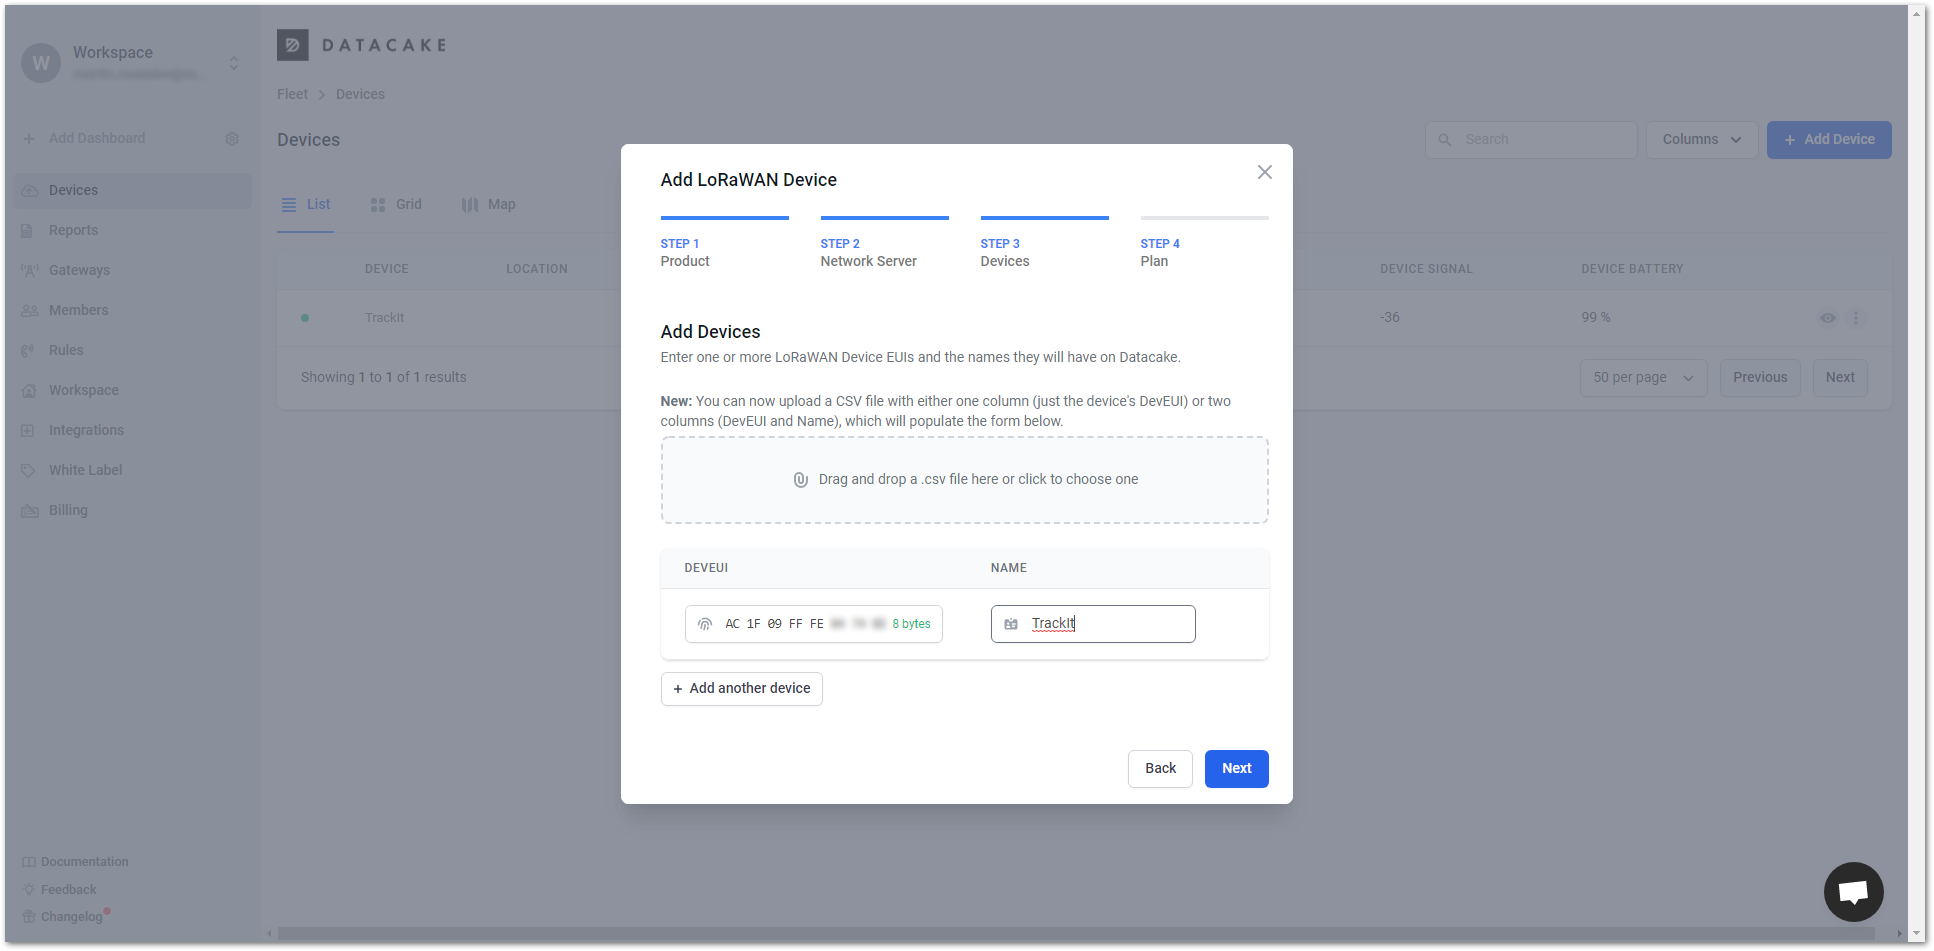 W
Workspace
Add Dashboard
Devices
Reports
Gateways
Members
Rules
Workspace
Integrations
White Label
Billing
Documentation
Feedback
Changelog
DATACAKE
Fleet > Devices
Devices
Search
Columns
+ Add Device
List
Grid
Map
DEVICE
LOCATION
DEVICE SIGNAL
DEVICE BATTERY
TrackIt
-36
99 %
Showing 1 to 1 of 1 results
50 per page
Previous
Next
Add LoRaWAN Device
STEP 1
Product
STEP 2
Network Server
STEP 3
Devices
STEP 4
Plan
Add Devices
Enter one or more LoRaWAN Device EUIs and the names they will have on Datacake.
New: You can now upload a CSV file with either one column (just the device's DevEUI) or two
columns (DevEUI and Name), which will populate the form below.
Drag and drop a .csv file here or click to choose one
DEVEUI
NAME
AC 1F 09 FF FE
8 bytes
TrackIt
+ Add another device
Back
Next